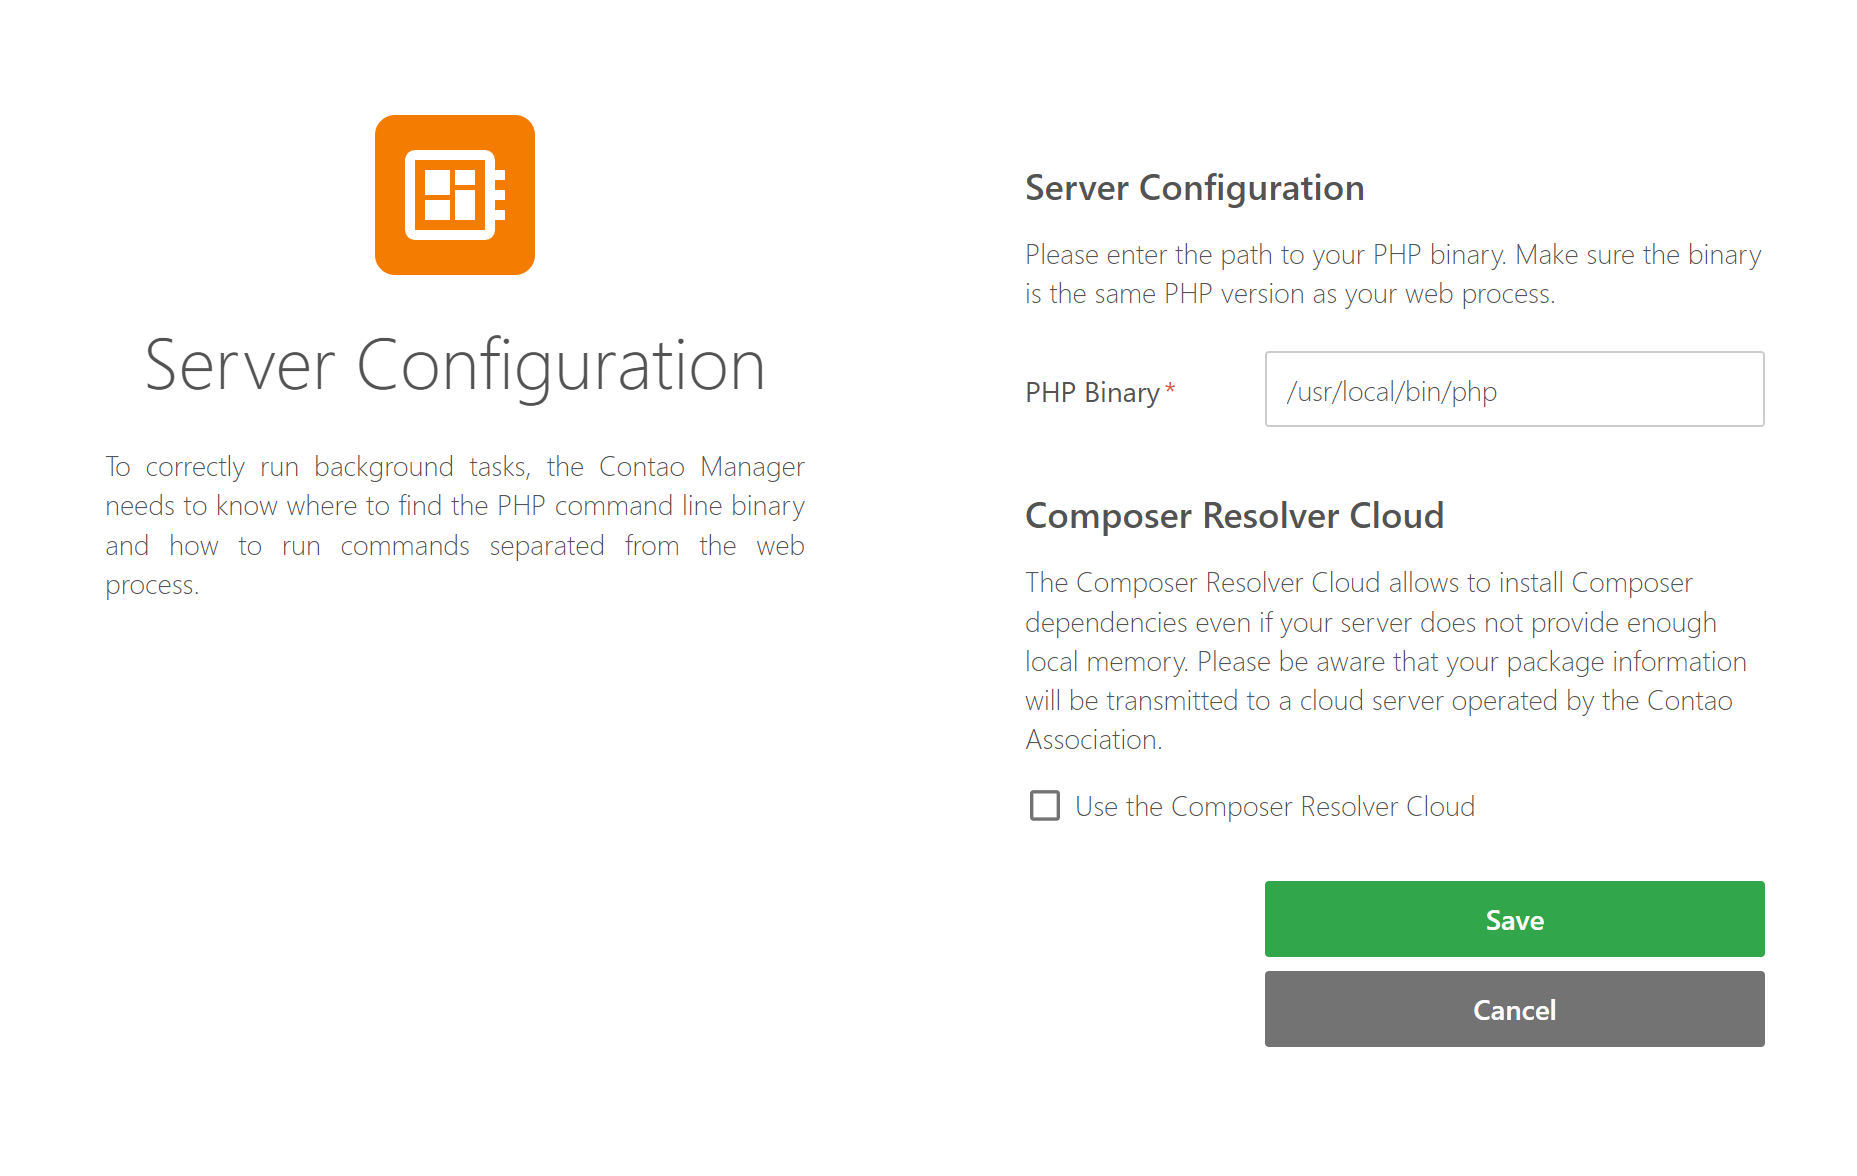 Server Configuration
To correctly run background tasks, the Contao Manager
needs to know where to find the PHP command line binary
and how to run commands separated from the web
process.
Server Configuration
Please enter the path to your PHP binary. Make sure the binary
is the same PHP version as your web process.
PHP Binary*
/usr/local/bin/php
Composer Resolver Cloud
The Composer Resolver Cloud allows to install Composer
dependencies even if your server does not provide enough
local memory. Please be aware that your package information
will be transmitted to a cloud server operated by the Contao
Association.
Use the Composer Resolver Cloud
Save
Cancel